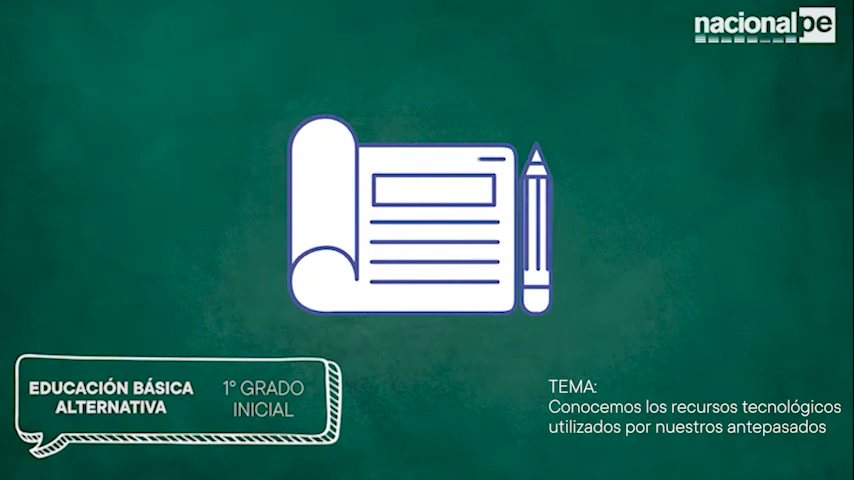 nacionalpe
EDUCACIÓN BÁSICA
ALTERNATIVA
1° GRADO
INICIAL
TEMA:
Conocemos los recursos tecnológicos
utilizados por nuestros antepasados